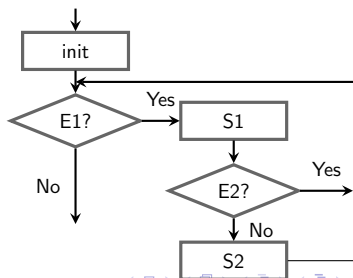 init
E1?
Yes
S1
E2?
Yes
No
No
S2